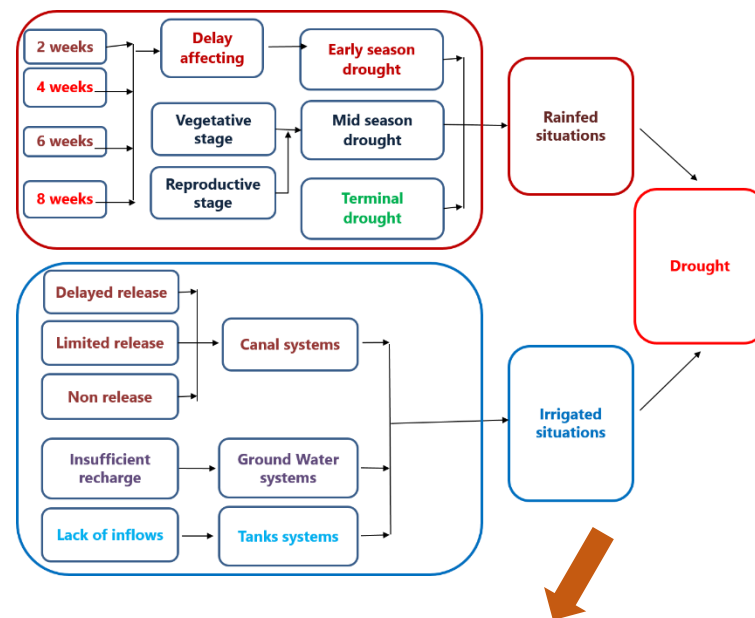 2 weeks
4 weeks
6 weeks
8 weeks
Delay
affecting
Early season
drought
Vegetative
stage
Mid season
drought
Reproductive
stage
Terminal
drought
Rainfed
situations
Drought
Delayed release
Limited release
Non release
Canal systems
Insufficient
recharge
Ground Water
systems
Lack of inflows
Tanks systems
Irrigated
situations